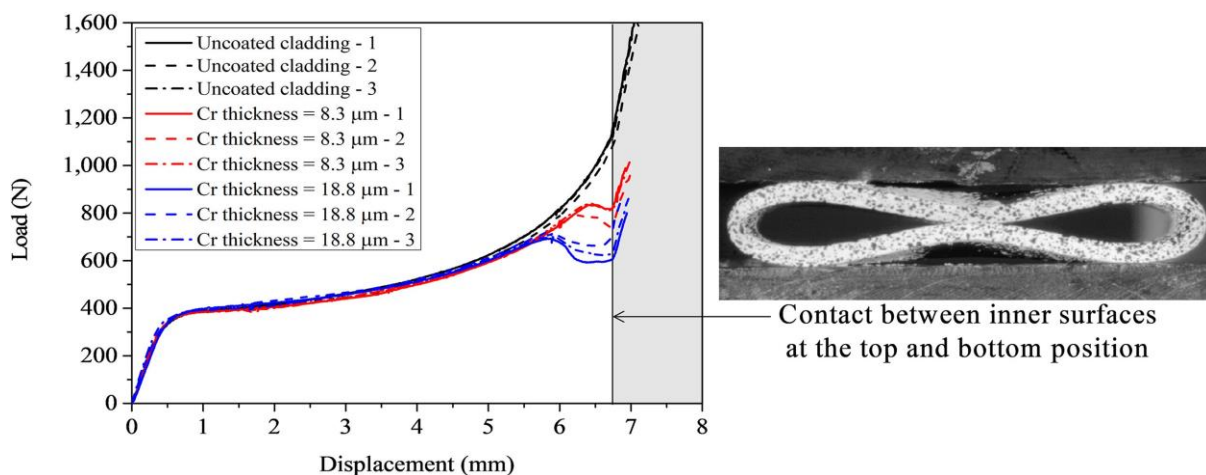 1,600
1,400
1,200
1,000
800
600
400
200
0
Load (N)
Uncoated cladding - 1
Uncoated cladding - 2
Uncoated cladding - 3
Cr thickness = 8.3 μm - 1
Cr thickness = 8.3 μm - 2
Cr thickness = 8.3 μm - 3
Cr thickness = 18.8 μm - 1
Cr thickness = 18.8 μm - 2
Cr thickness = 18.8 μm - 3
0 1 2 3 4 5 6 7 8
Displacement (mm)
Contact between inner surfaces
at the top and bottom position